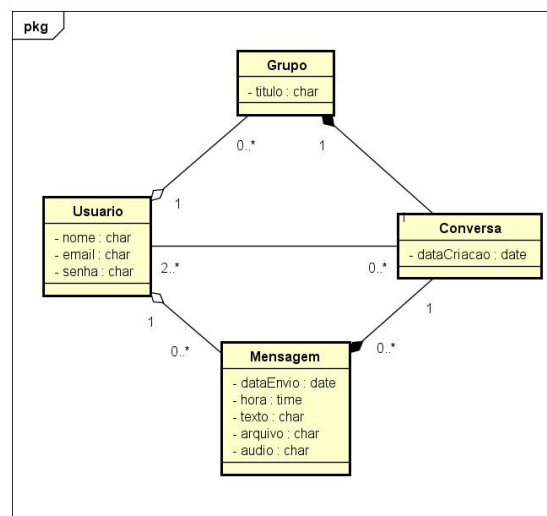 pkg
Grupo
- titulo : char
0..*
1
1
Usuario
- nome : char
- email : char
- senha : char
1
Conversa
- dataCriacao : date
2..*
0..*
1
0..*
1
0..*
Mensagem
- dataEnvio : date
- hora : time
- texto : char
- arquivo : char
- audio : char